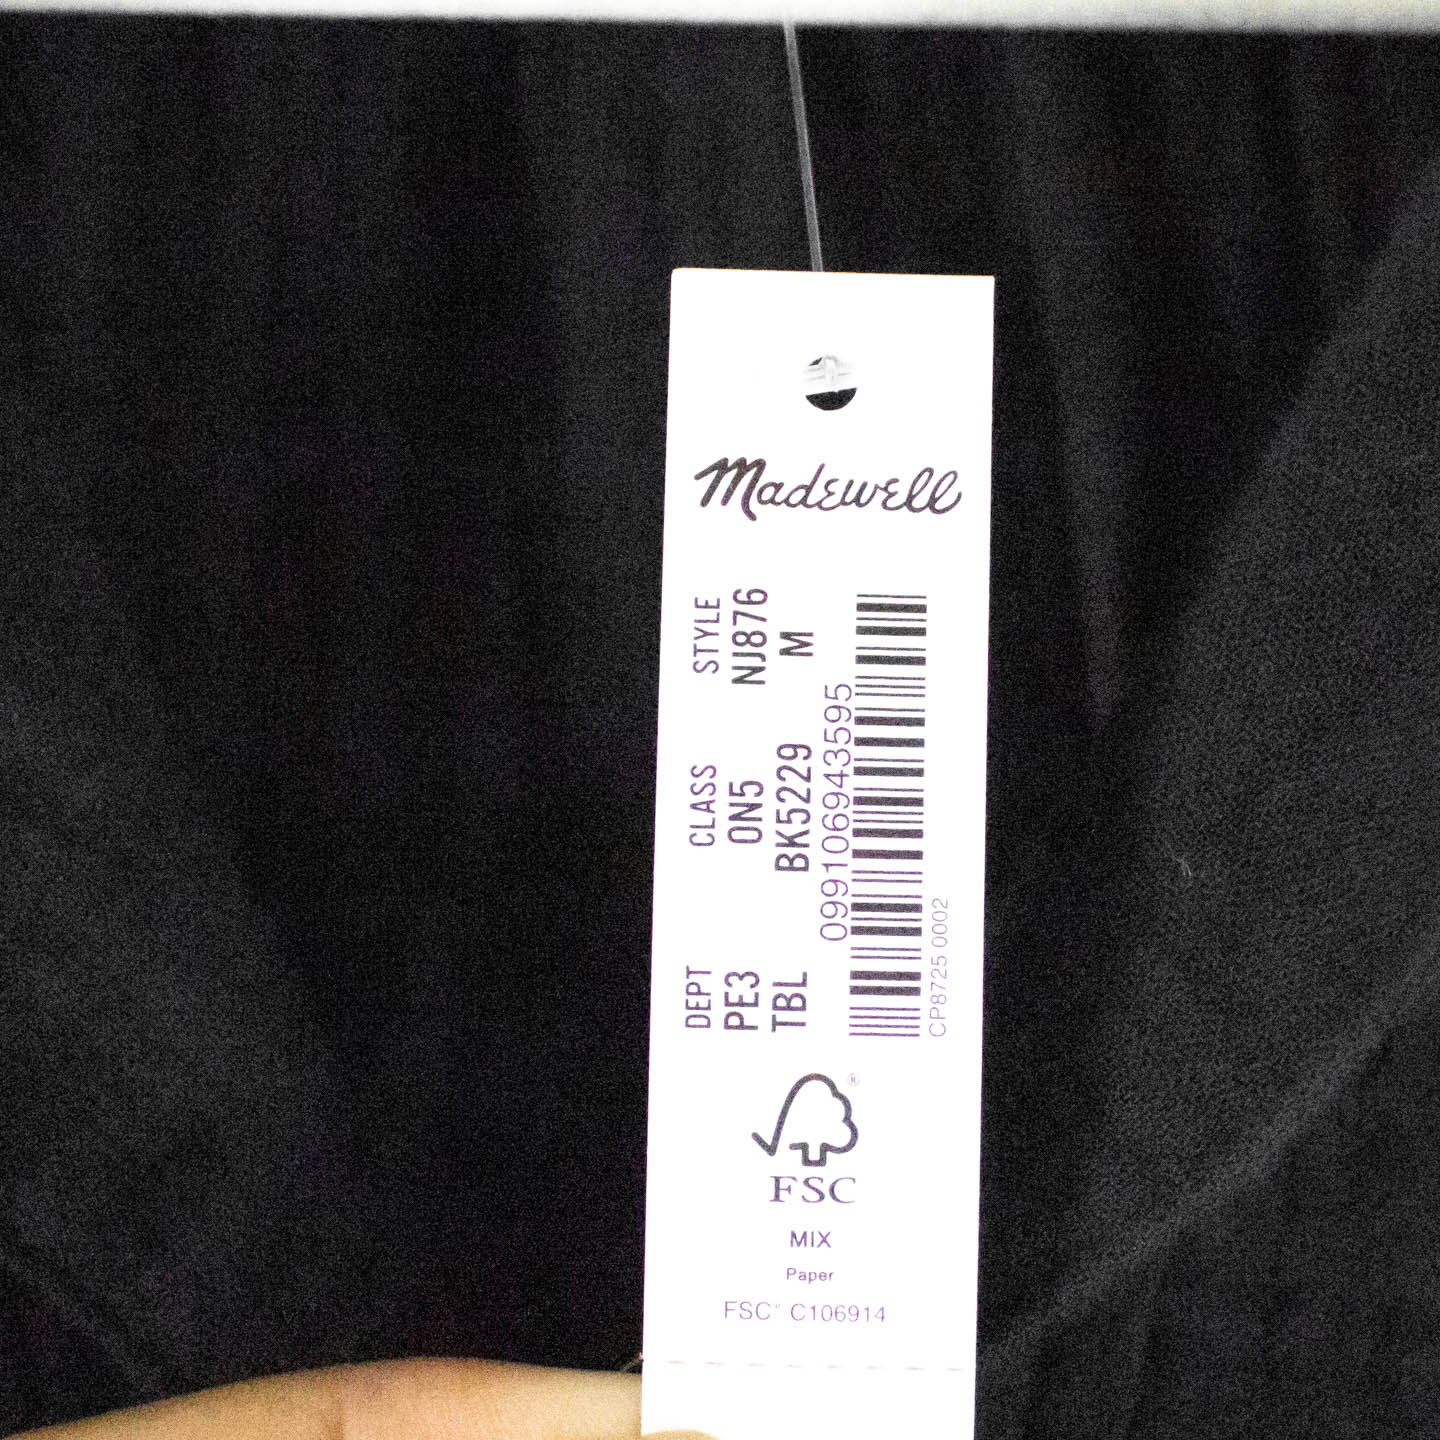 Madewell
DEPT CLASS STYLE
PE3 0N5 NJ876
TBL BK5229 M
099106943595
CP8725 0002
FSC
MIX
Paper
FSC® C106914